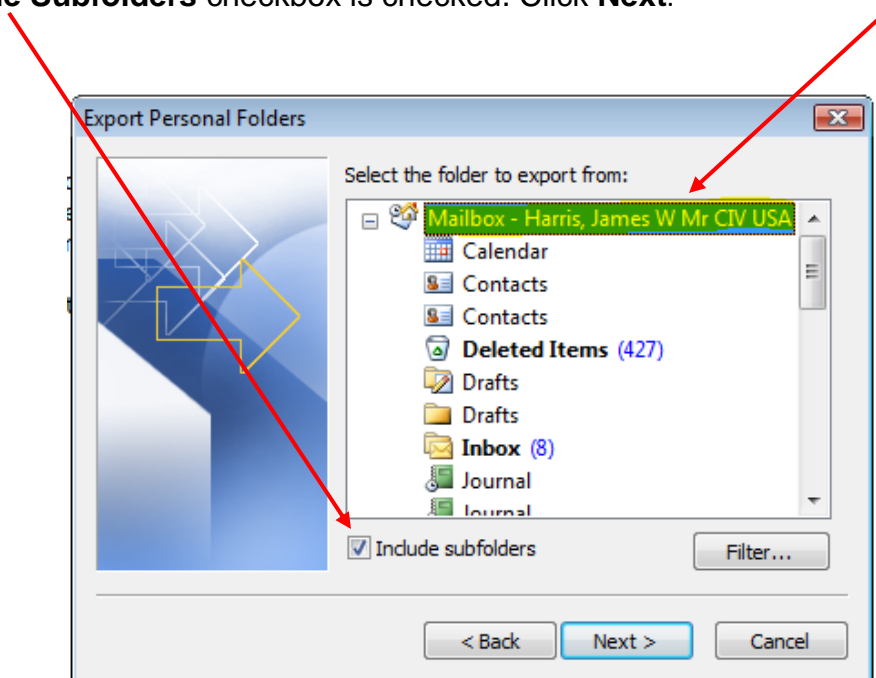 Subfolders checkbox is checked. Click Next.
Export Personal Folders
Select the folder to export from:
Mailbox - Harris, James W Mr CIV USA
Calendar
Contacts
Contacts
Deleted Items (427)
Drafts
Drafts
Inbox (8)
Journal
Journal
Include subfolders
Filter...
< Back
Next >
Cancel